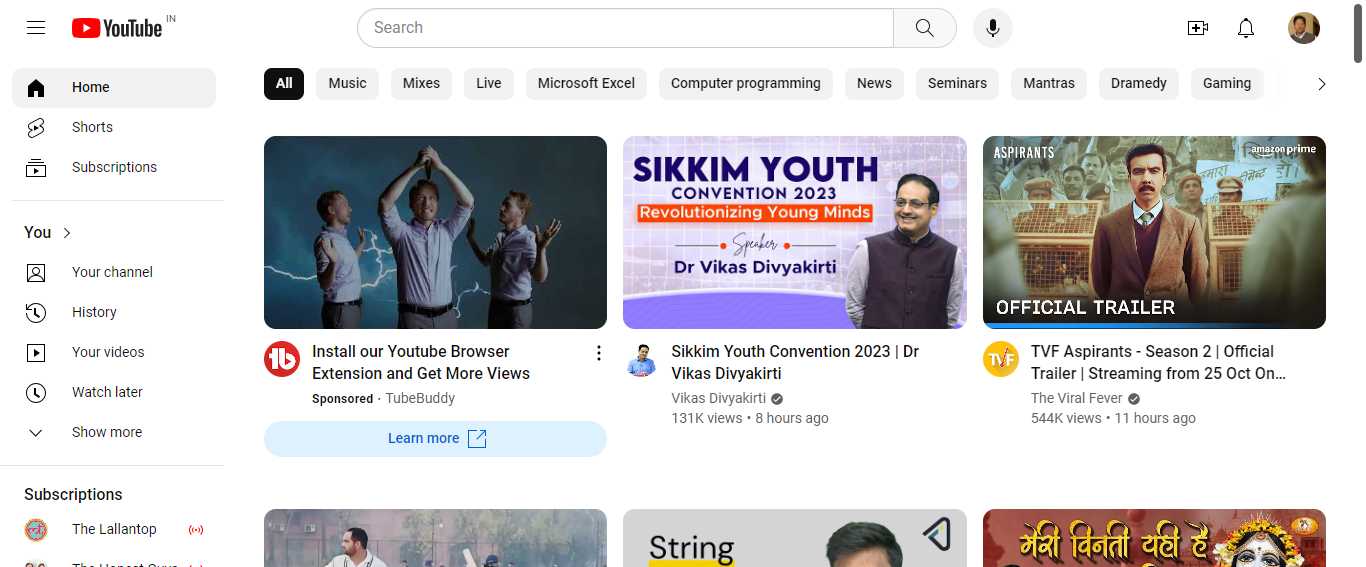 YouTube IN
Search
Home
Shorts
Subscriptions
You
Your channel
History
Your videos
Watch later
Show more
Subscriptions
The Lallantop
All
Music
Mixes
Live
Microsoft Excel
Computer programming
News
Seminars
Mantras
Dramedy
Gaming
SIKKIM YOUTH
CONVENTION 2023
Revolutionizing Young Minds
Speaker
Dr Vikas Divyakirti
ASPIRANTS
amazon prime
हमारा
OFFICIAL TRAILER
tb
Install our Youtube Browser
Extension and Get More Views
Sponsored · TubeBuddy
Learn more
Sikkim Youth Convention 2023 | Dr
Vikas Divyakirti
Vikas Divyakirti
131K views • 8 hours ago
TVF
TVF Aspirants - Season 2 | Official
Trailer | Streaming from 25 Oct On...
The Viral Fever
544K views • 11 hours ago
String
मेरी विनती यही है